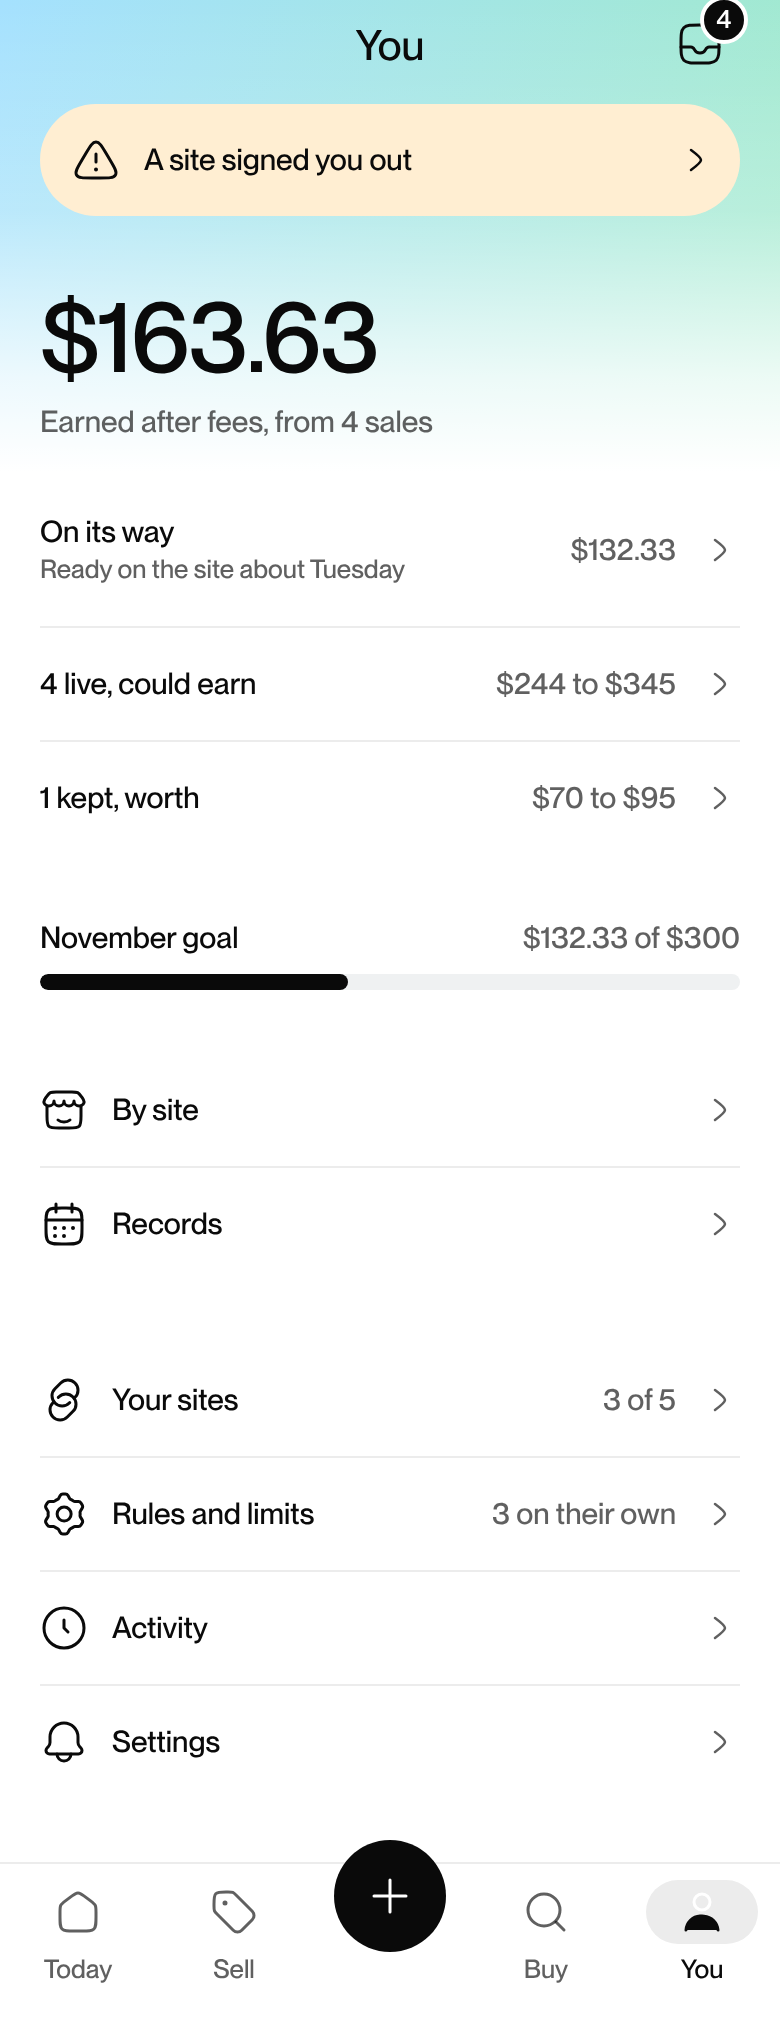 You
4
A site signed you out
$163.63
Earned after fees, from 4 sales
On its way
Ready on the site about Tuesday
$132.33
4 live, could earn
$244 to $345
1 kept, worth
$70 to $95
November goal
$132.33 of $300
By site
Records
Your sites
3 of 5
Rules and limits
3 on their own
Activity
Settings
Today
Sell
Buy
You